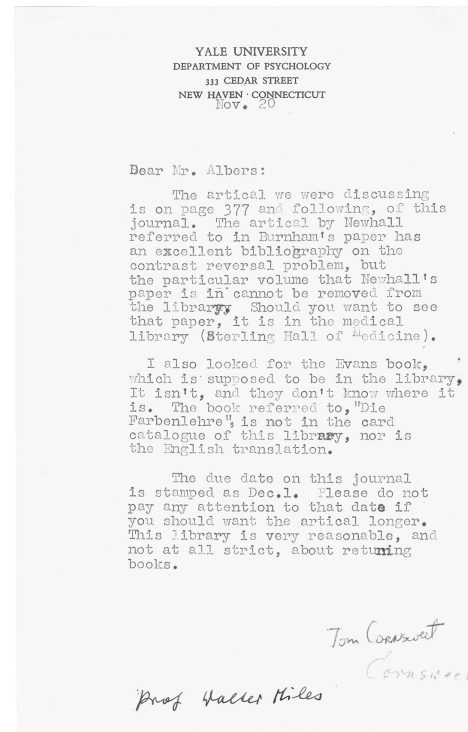 YALE UNIVERSITY
DEPARTMENT OF PSYCHOLOGY
333 CEDAR STREET
NEW HAVEN · CONNECTICUT
Nov. 20
Dear Mr. Albers:
The artical we were discussing
is on page 377 and following, of this
journal. The artical by Newhall
referred to in Burnham's paper has
an excellent bibliography on the
contrast reversal problem, but
the particular volume that Newhall's
paper is in cannot be removed from
the library. Should you want to see
that paper, it is in the medical
library (Sterling Hall of Medicine).
I also looked for the Evans book,
which is supposed to be in the library,
It isn't, and they don't know where it
is. The book referred to, "Die
Farbenlehre", is not in the card
catalogue of this library, nor is
the English translation.
The due date on this journal
is stamped as Dec.1. Please do not
pay any attention to that date if
you should want the artical longer.
This library is very reasonable, and
not at all strict, about retuning
books.
Tom Cornsweet
Cornsweet
Prof Walter Miles